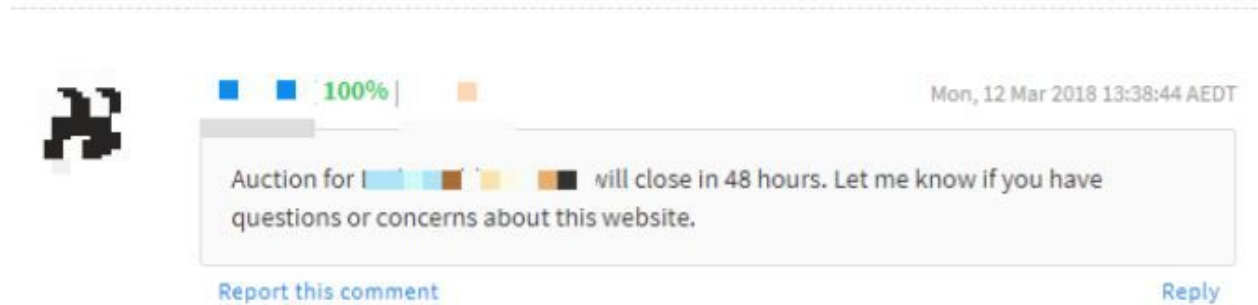 100% |
Mon, 12 Mar 2018 13:38:44 AEDT
Auction for will close in 48 hours. Let me know if you have
questions or concerns about this website.
Report this comment
Reply